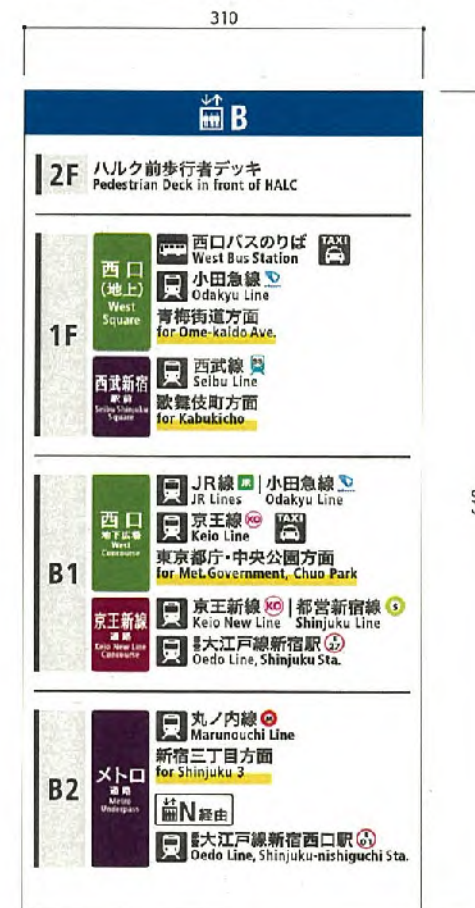 310
B
2F
ハルク前歩行者デッキ
Pedestrian Deck in front of HALC
1F
西口
(地上)
West
Square
西口バスのりば TAXI
West Bus Station
小田急線
Odakyu Line
青梅街道方面
for Ome-kaido Ave.
西武新宿
駅前
Seibu Shinjuku
Square
西武線
Seibu Line
歌舞伎町方面
for Kabukicho
B1
西口
地下広場
West
Concourse
JR線 JR | 小田急線
JR Lines Odakyu Line
京王線 KO TAXI
Keio Line
東京都庁・中央公園方面
for Met.Government, Chuo Park
京王新線
通路
Keio New Line
Concourse
京王新線 KO | 都営新宿線 S
Keio New Line Shinjuku Line
大江戸線新宿駅 E 27
Oedo Line, Shinjuku Sta.
B2
メトロ
通路
Metro
Underpass
丸ノ内線 M
Marunouchi Line
新宿三丁目方面
for Shinjuku 3
N経由
大江戸線新宿西口駅 E 01
Oedo Line, Shinjuku-nishiguchi Sta.